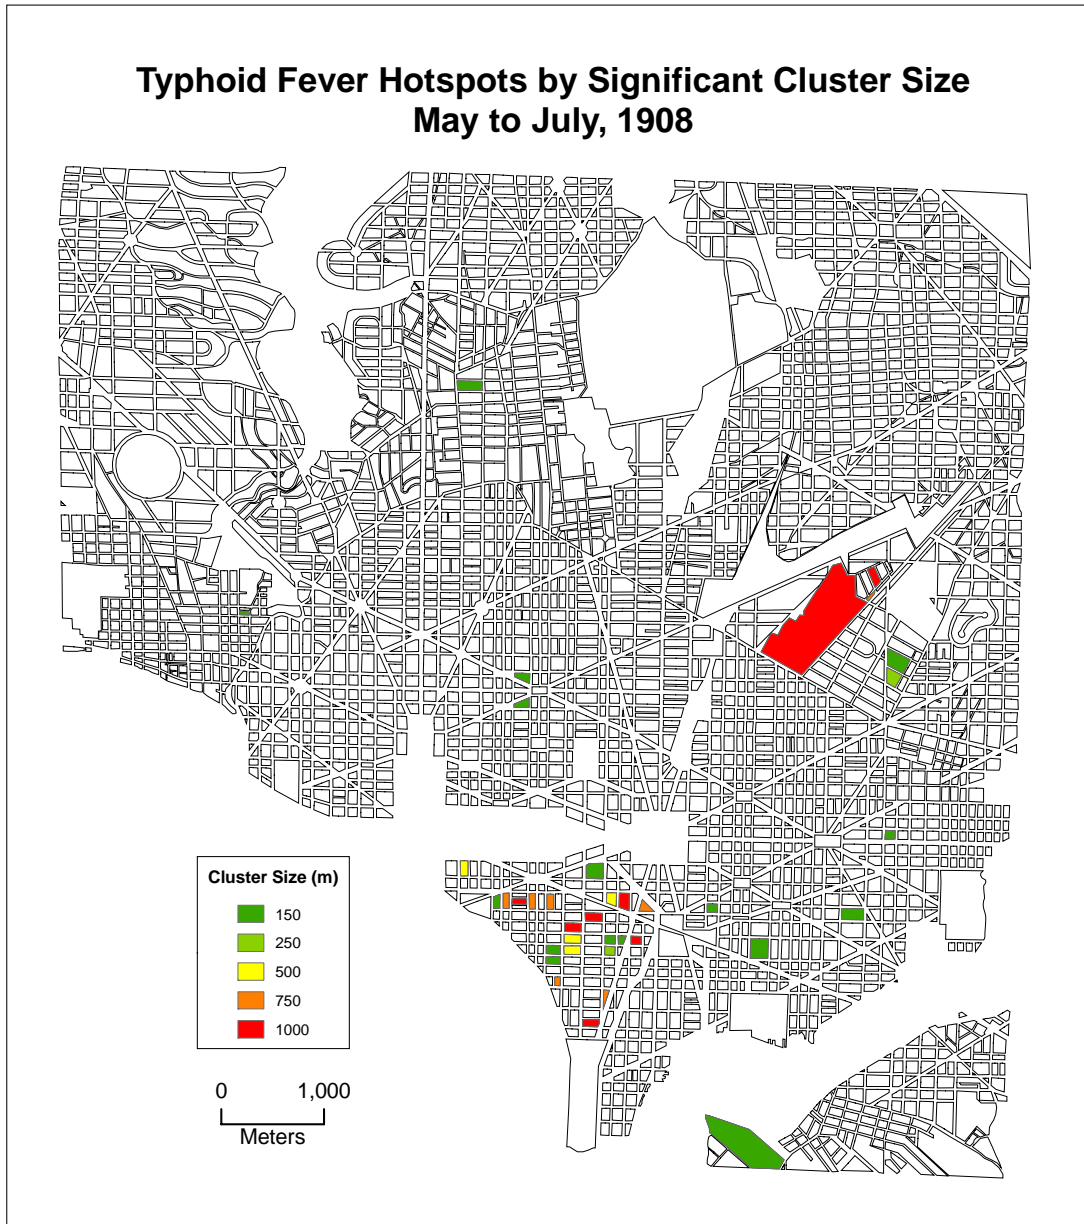 Typhoid Fever Hotspots by Significant Cluster Size
May to July, 1908
Cluster Size (m)
150
250
500
750
1000
0 1,000
Meters